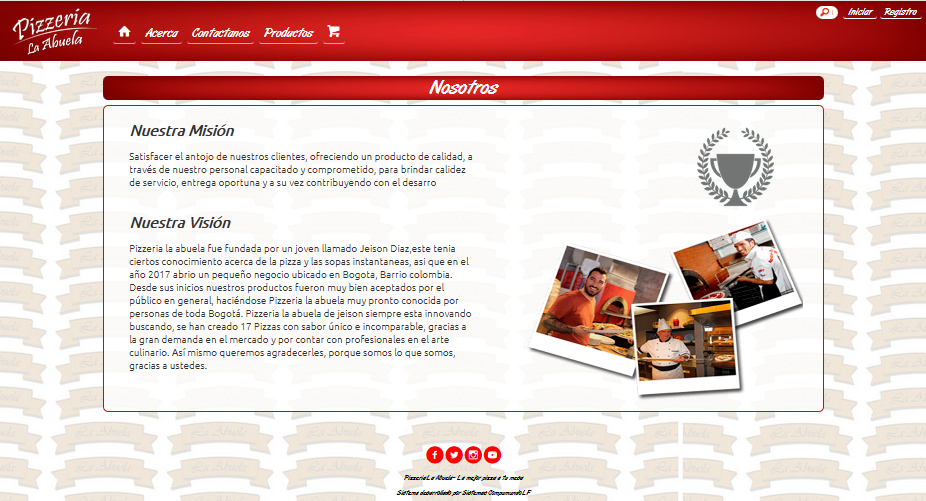 Pizzería
La Abuela
Acerca
Contactanos
Productos
Iniciar
Registro
Nosotros
Nuestra Misión
Satisfacer el antojo de nuestros clientes, ofreciendo un producto de calidad, a
través de nuestro personal capacitado y comprometido, para brindar calidez
de servicio, entrega oportuna y a su vez contribuyendo con el desarro
Nuestra Visión
Pizzeria la abuela fue fundada por un joven llamado Jeison Diaz,este tenia
ciertos conocimiento acerca de la pizza y las sopas instantaneas, asi que en el
año 2017 abrio un pequeño negocio ubicado en Bogota, Barrio colombia.
Desde sus inicios nuestros productos fueron muy bien aceptados por el
público en general, haciéndose Pizzeria la abuela muy pronto conocida por
personas de toda Bogotá. Pizzeria la abuela de jeison siempre esta innovando
buscando, se han creado 17 Pizzas con sabor único e incomparable, gracias a
la gran demanda en el mercado y por contar con profesionales en el arte
culinario. Así mismo queremos agradecerles, porque somos lo que somos,
gracias a ustedes.
La Abuela
Pizzeria La Abuela- La mejor pizza a tu mesa
Sistema desarrollado por Sistemas Compumundo LF